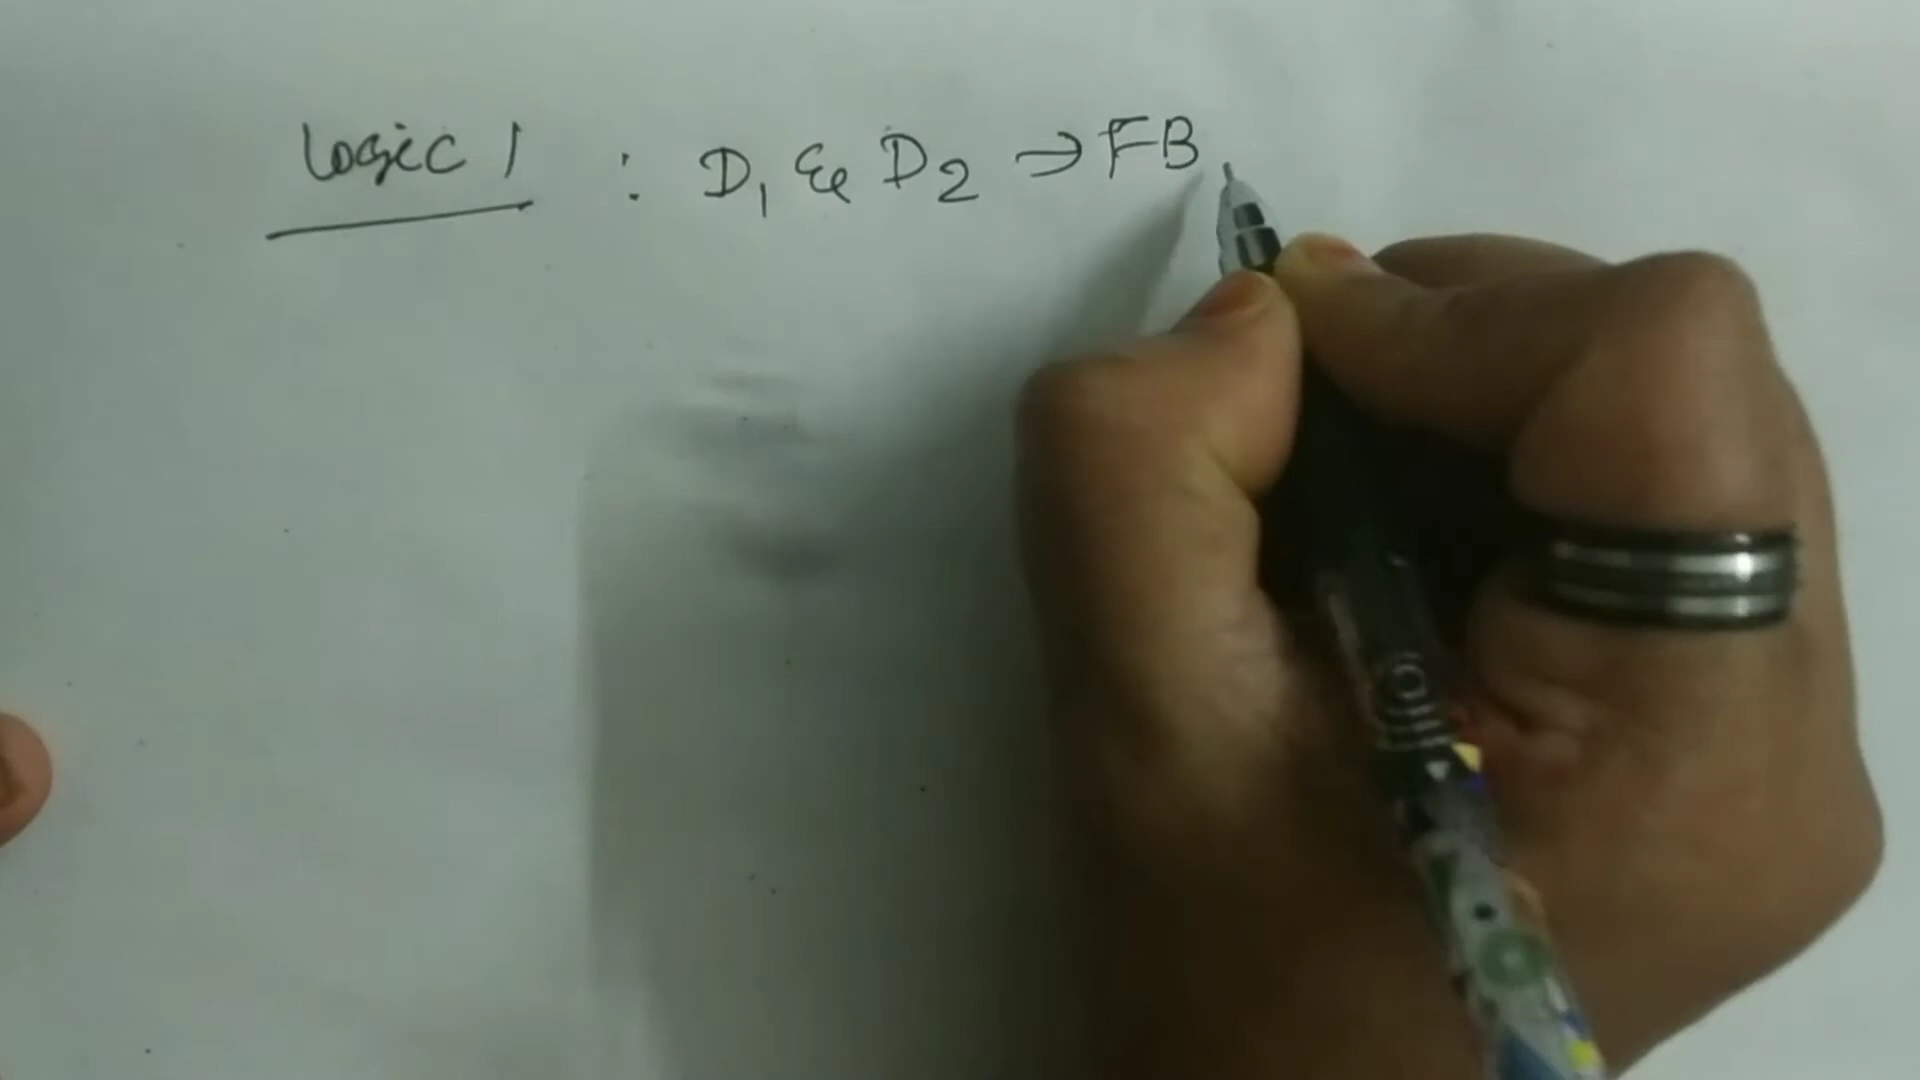 Logic 1 : D1 & D2 → FB